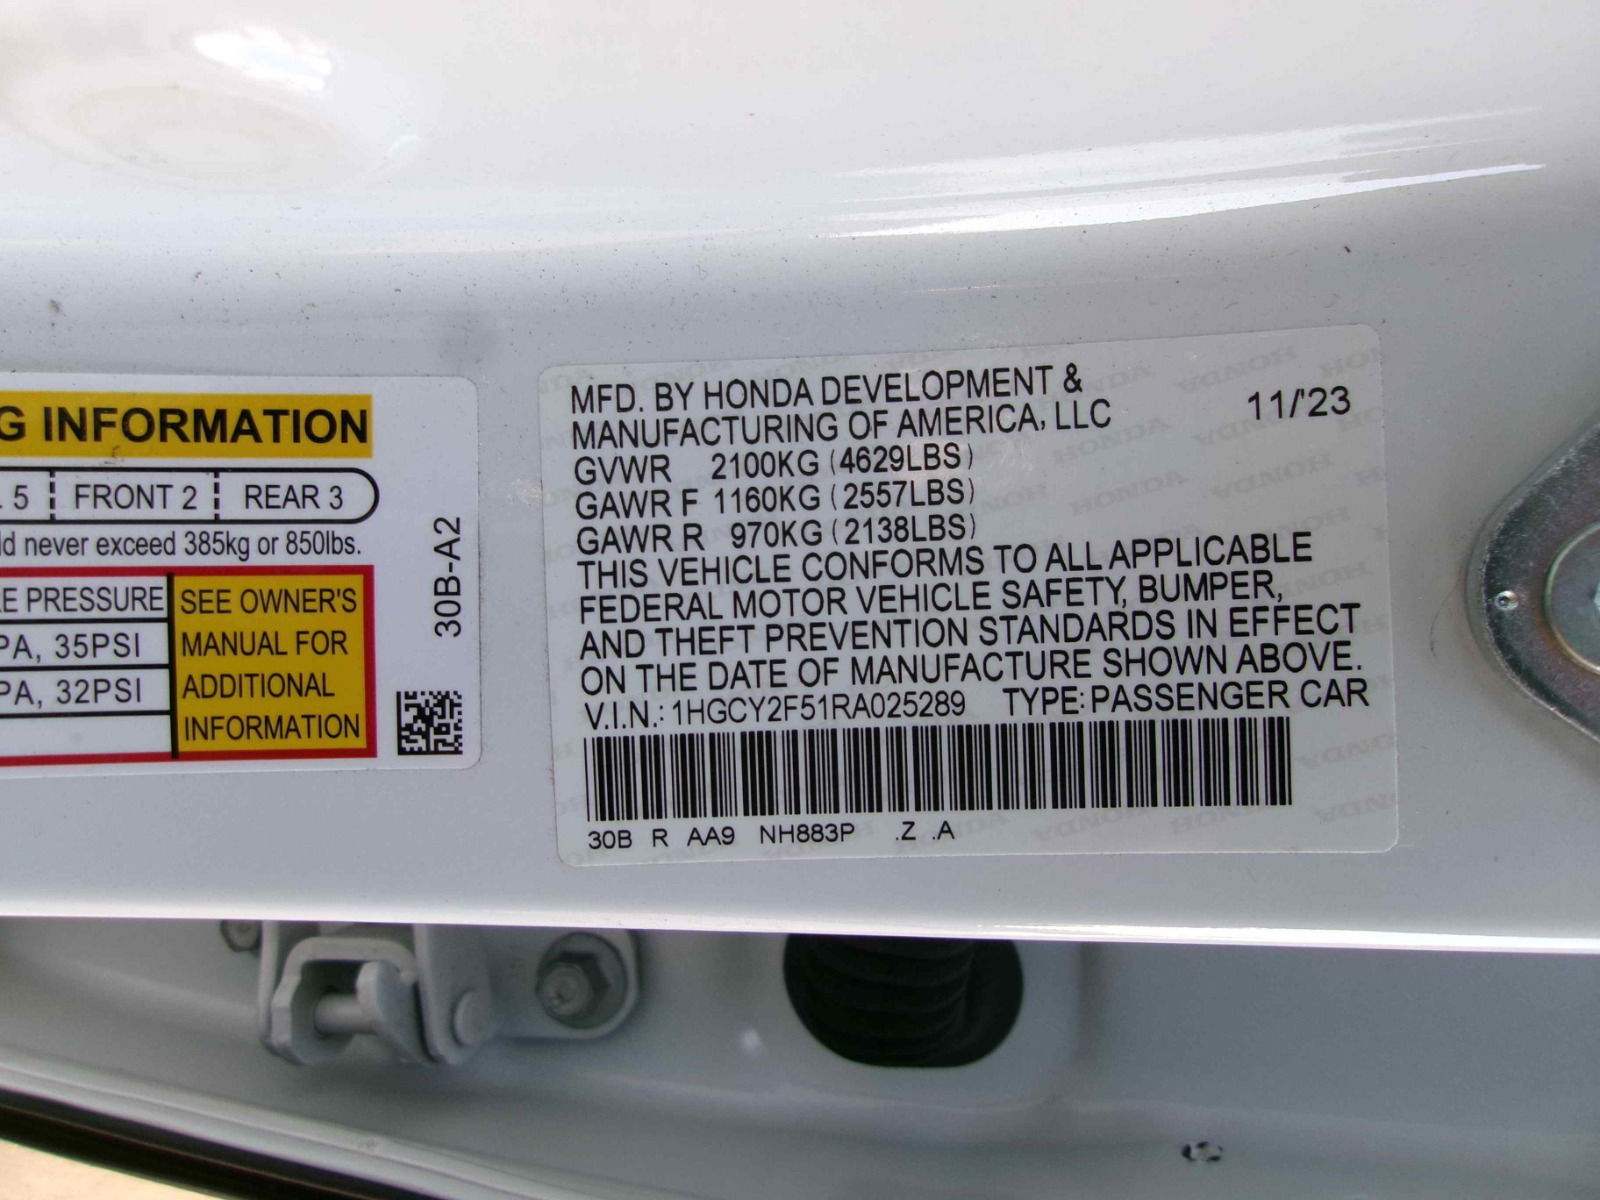 G INFORMATION
. 5 FRONT 2 REAR 3
ld never exceed 385kg or 850lbs.
E PRESSURE
PA, 35PSI
PA, 32PSI
SEE OWNER'S
MANUAL FOR
ADDITIONAL
INFORMATION
30B-A2
MFD. BY HONDA DEVELOPMENT &
MANUFACTURING OF AMERICA, LLC 11/'23
GVWR 2100KG (4629LBS)
GAWR F 1160KG (2557LBS)
GAWR R 970KG (2138LBS)
THIS VEHICLE CONFORMS TO ALL APPLICABLE
FEDERAL MOTOR VEHICLE SAFETY, BUMPER,
AND THEFT PREVENTION STANDARDS IN EFFECT
ON THE DATE OF MANUFACTURE SHOWN ABOVE.
V.I.N.: 1HGCY2F51RA025289 TYPE: PASSENGER CAR
30B R AA9 NH883P .Z .A